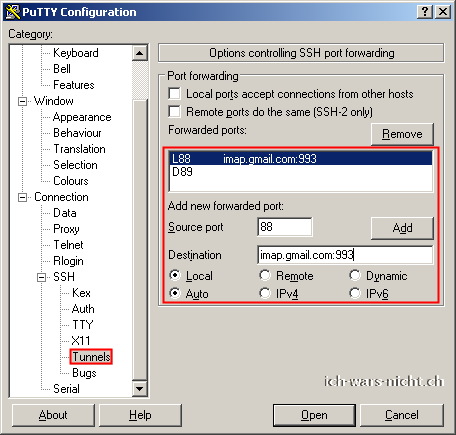 PuTTY Configuration
Category:
Keyboard
Bell
Features
Window
Appearance
Behaviour
Translation
Selection
Colours
Connection
Data
Proxy
Telnet
Rlogin
SSH
Kex
Auth
TTY
X11
Tunnels
Bugs
Serial
Options controlling SSH port forwarding
Port forwarding
Local ports accept connections from other hosts
Remote ports do the same (SSH-2 only)
Forwarded ports:
Remove
L88 imap.gmail.com:993
D89
Add new forwarded port:
Source port 88 Add
Destination imap.gmail.com:993
Local Remote Dynamic
Auto IPv4 IPv6
ich-wars-nicht.ch
About Help Open Cancel